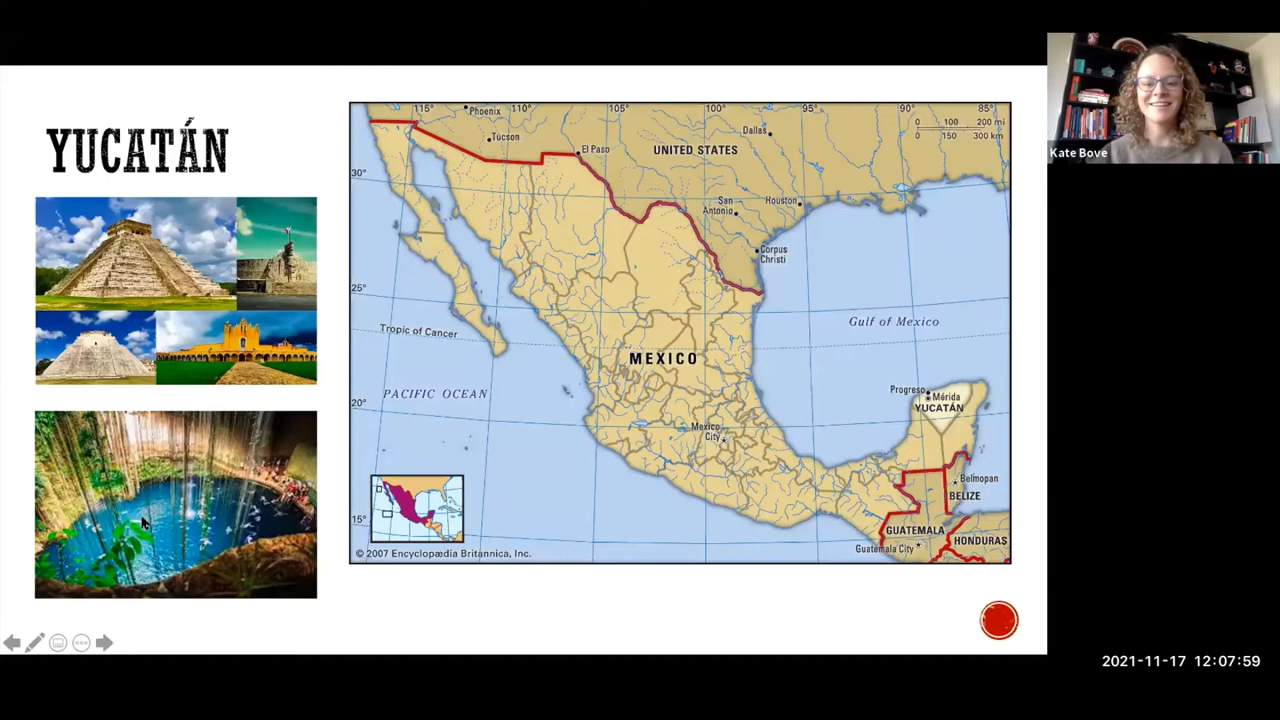 YUCATÁN
115°
110°
105°
100°
95°
90°
85°
Phoenix
Tucson
El Paso
Dallas
UNITED STATES
0 100 200 mi
0 150 300 km
30°
San
Antonio
Houston
Corpus
Christi
25°
Tropic of Cancer
Gulf of Mexico
MEXICO
PACIFIC OCEAN
20°
Progreso
Mérida
YUCATÁN
Mexico
City
Belmopan
BELIZE
15°
GUATEMALA
Guatemala City
HONDURAS
© 2007 Encyclopædia Britannica, Inc.
Kate Bove
2021-11-17 12:07:59